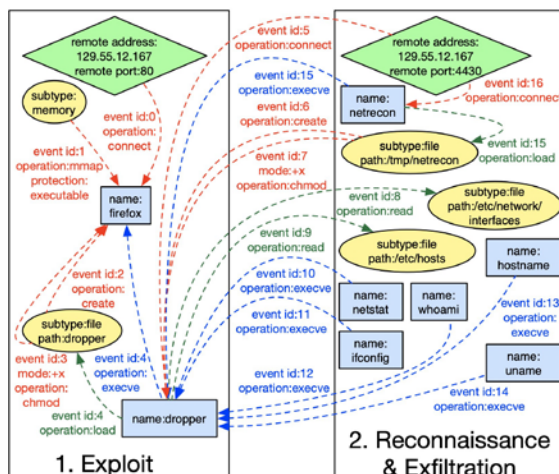 remote address:
129.55.12.167
remote port:80
subtype:
memory
event id:0
operation:
connect
event id:1
operation:mmap
protection:
executable
name:
firefox
event id:2
operation:
create
subtype:file
path:dropper
event id:3
mode:+x
operation:
chmod
event id:4
operation:
execve
event id:4
operation:load
name:dropper
1. Exploit
event id:5
operation:connect
event id:15
operation:execve
event id:6
operation:create
event id:7
mode:+x
operation:chmod
event id:8
operation:read
event id:9
operation:read
event id:10
operation:execve
event id:11
operation:execve
event id:12
operation:execve
remote address:
129.55.12.167
remote port:4430
event id:16
operation:connect
name:
netrecon
event id:15
operation:load
subtype:file
path:/tmp/netrecon
subtype:file
path:/etc/network/
interfaces
subtype:file
path:/etc/hosts
name:
hostname
name:
netstat
name:
whoami
event id:13
operation:
execve
name:
ifconfig
name:
uname
event id:14
operation:execve
2. Reconnaissance
& Exfiltration